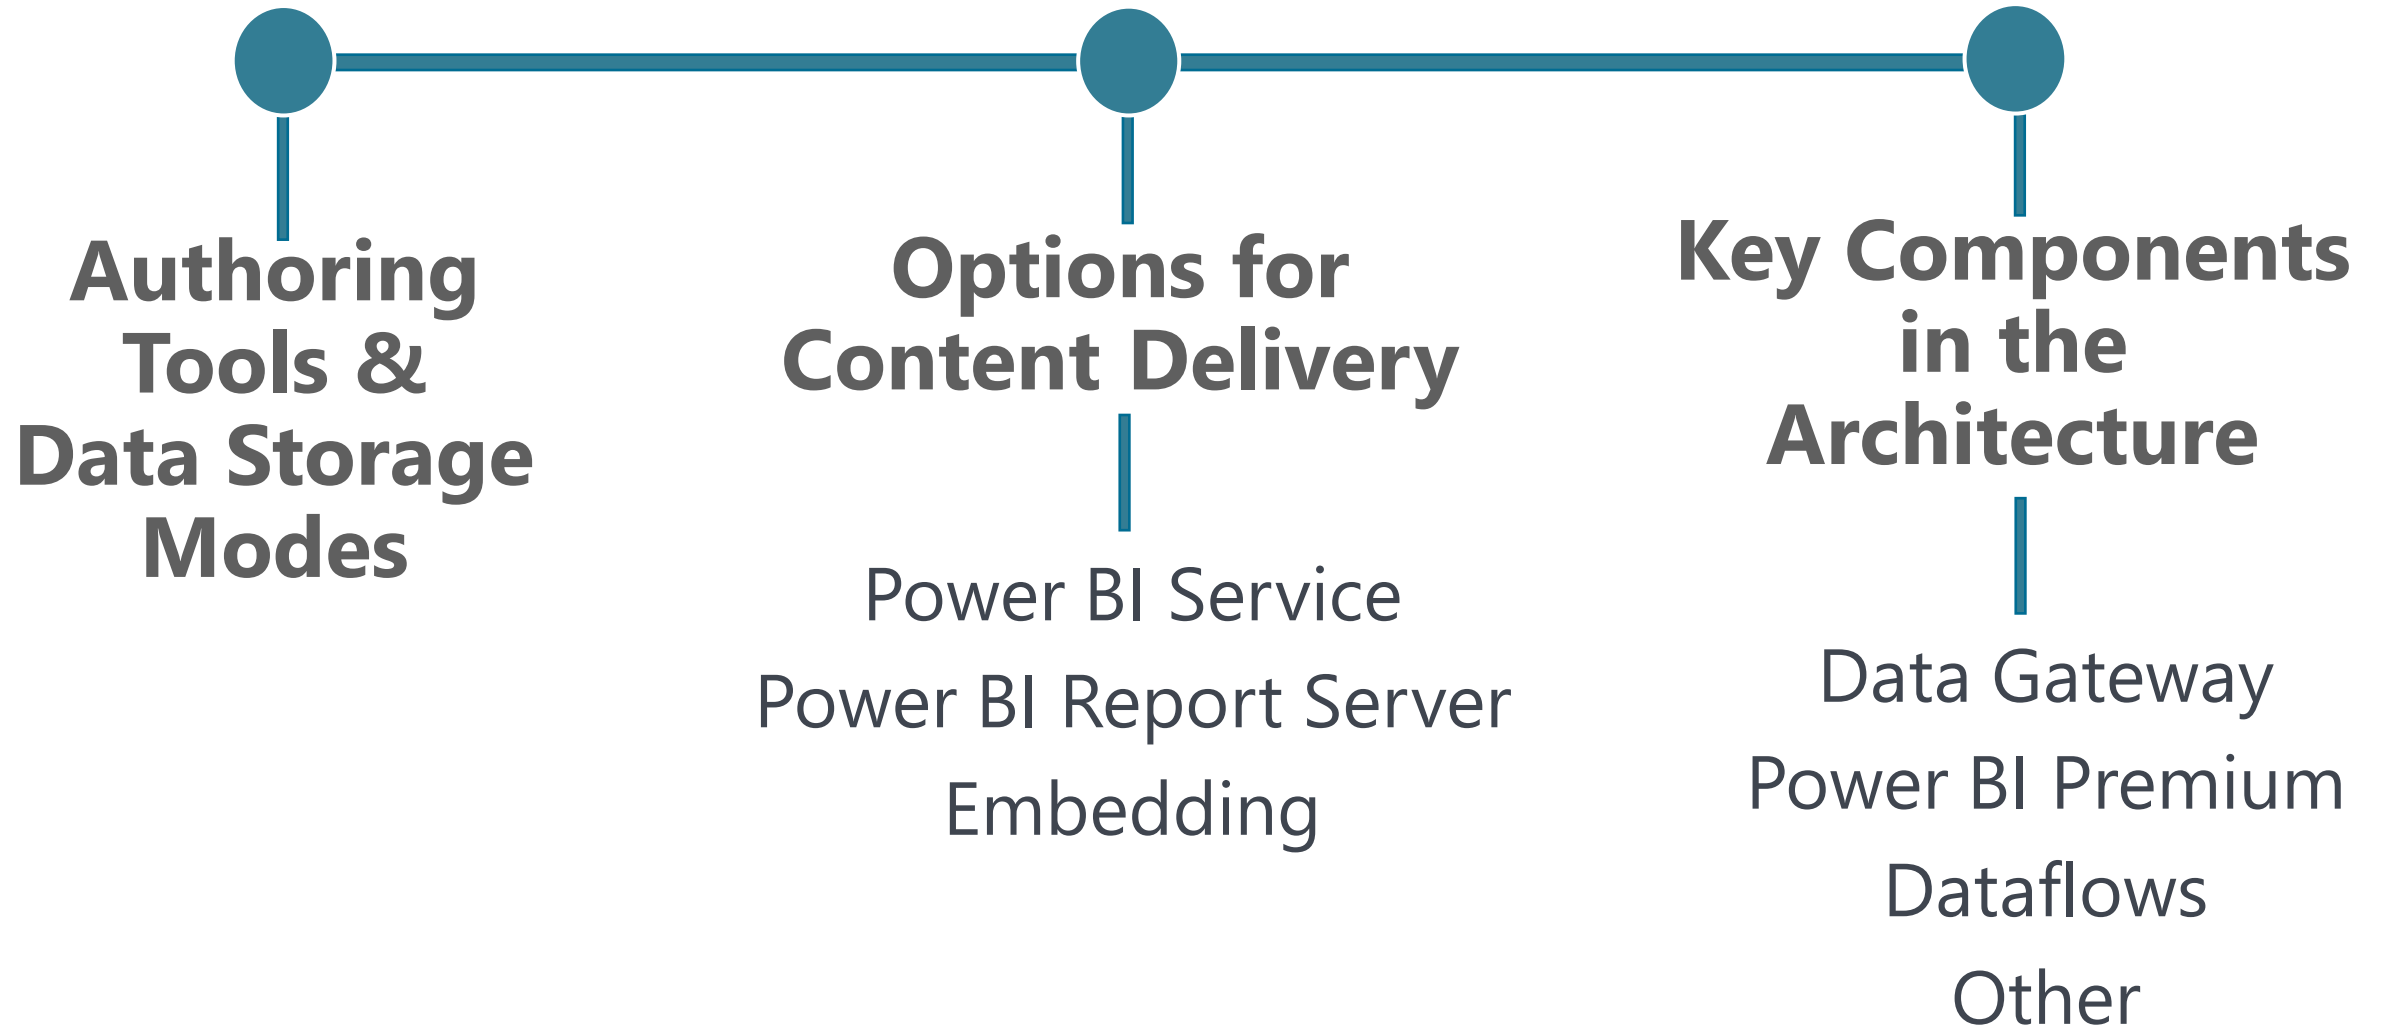 Authoring
Tools &
Data Storage
Modes
Options for
Content Delivery
Power BI Service
Power BI Report Server
Embedding
Key Components
in the
Architecture
Data Gateway
Power BI Premium
Dataflows
Other